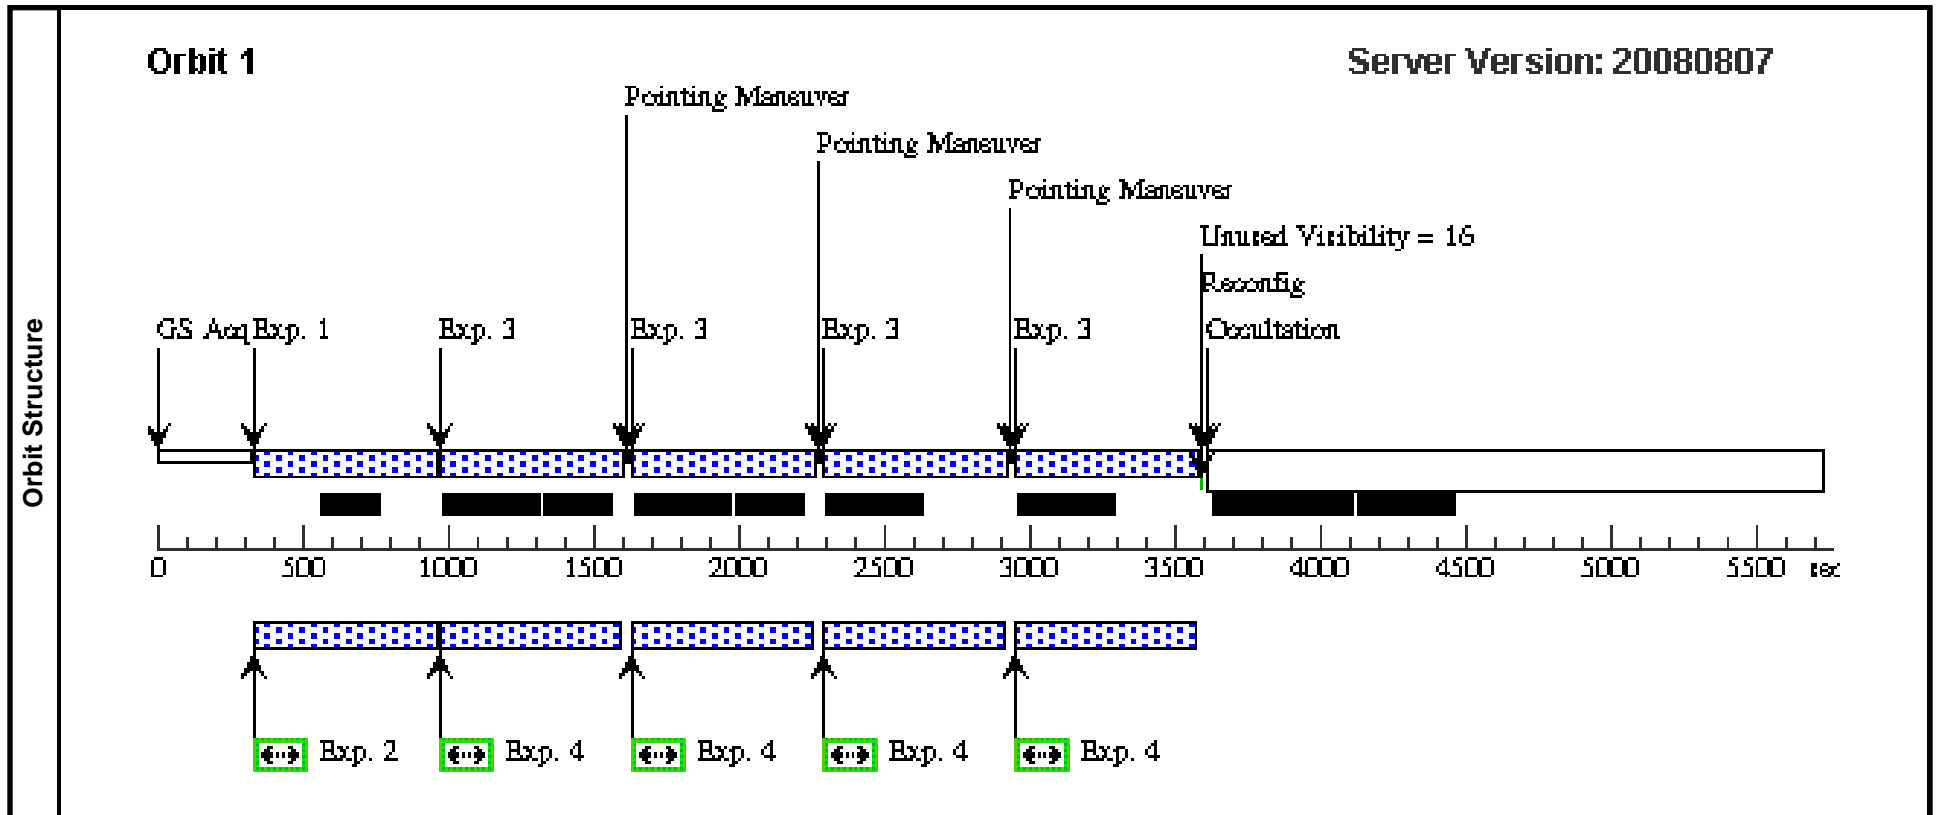 Orbit Structure
Orbit 1
Server Version: 20080807
Pointing Maneuver
Pointing Maneuver
Pointing Maneuver
Unused Visibility = 16
Reconfig
GS Acq Exp. 1 Exp. 3 Exp. 3 Exp. 3 Exp. 3 Occultation
0 500 1000 1500 2000 2500 3000 3500 4000 4500 5000 5500 sec
Exp. 2 Exp. 4 Exp. 4 Exp. 4 Exp. 4